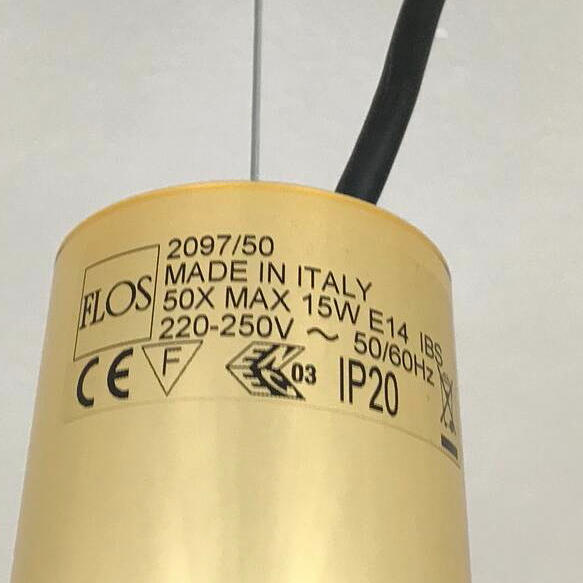 FLOS
2097/50
MADE IN ITALY
50X MAX 15W E14 IBS
220-250V ~ 50/60Hz
CE F 03 IP20